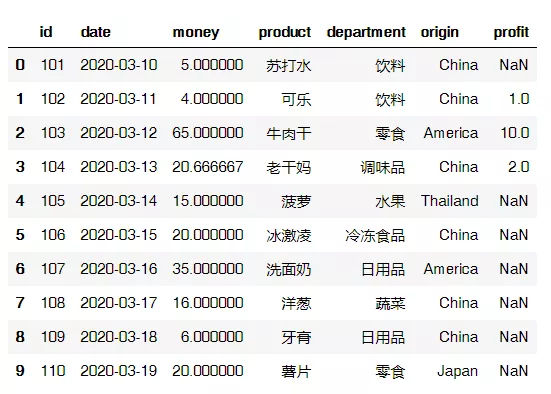 id date money product department origin profit
0 101 2020-03-10 5.000000 苏打水 饮料 China NaN
1 102 2020-03-11 4.000000 可乐 饮料 China 1.0
2 103 2020-03-12 65.000000 牛肉干 零食 America 10.0
3 104 2020-03-13 20.666667 老干妈 调味品 China 2.0
4 105 2020-03-14 15.000000 菠萝 水果 Thailand NaN
5 106 2020-03-15 20.000000 冰激凌 冷冻食品 China NaN
6 107 2020-03-16 35.000000 洗面奶 日用品 America NaN
7 108 2020-03-17 16.000000 洋葱 蔬菜 China NaN
8 109 2020-03-18 6.000000 牙膏 日用品 China NaN
9 110 2020-03-19 20.000000 薯片 零食 Japan NaN